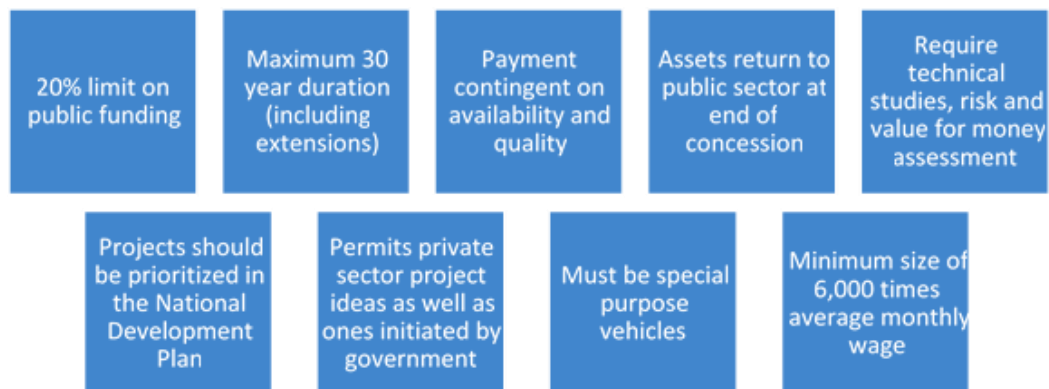 20% limit on
public funding
Maximum 30
year duration
(including
extensions)
Payment
contingent on
availability and
quality
Assets return to
public sector at
end of
concession
Require
technical
studies, risk and
value for money
assessment
Projects should
be prioritized in
the National
Development
Plan
Permits private
sector project
ideas as well as
ones initiated by
government
Must be special
purpose
vehicles
Minimum size of
6,000 times
average monthly
wage